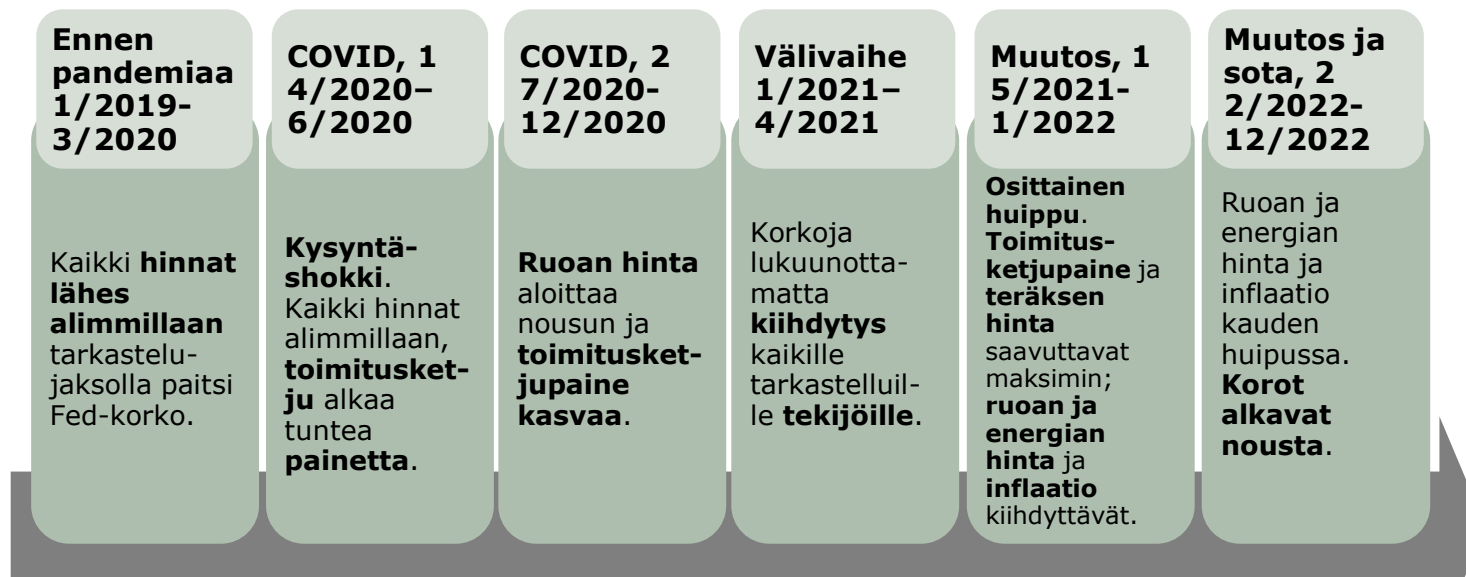 Ennen
pandemiaa
1/2019-
3/2020
Kaikki hinnat
lähes
alimmillaan
tarkastelu-
jaksolla paitsi
Fed-korko.
COVID, 1
4/2020–
6/2020
Kysyntä-
shokki.
Kaikki hinnat
alimmillaan,
toimitusket-
ju alkaa
tuntea
painetta.
COVID, 2
7/2020-
12/2020
Ruoan hinta
aloittaa
nousun ja
toimitusket-
jupaine
kasvaa.
Välivaihe
1/2021–
4/2021
Korkoja
lukuunotta-
matta
kiihdytys
kaikille
tarkastelluil-
le tekijöille.
Muutos, 1
5/2021-
1/2022
Osittainen
huippu.
Toimitus-
ketjupaine ja
teräksen
hinta
saavuttavat
maksimin;
ruoan ja
energian
hinta ja
inflaatio
kiihdyttävät.
Muutos ja
sota, 2
2/2022-
12/2022
Ruoan ja
energian
hinta ja
inflaatio
kauden
huipussa.
Korot
alkavat
nousta.